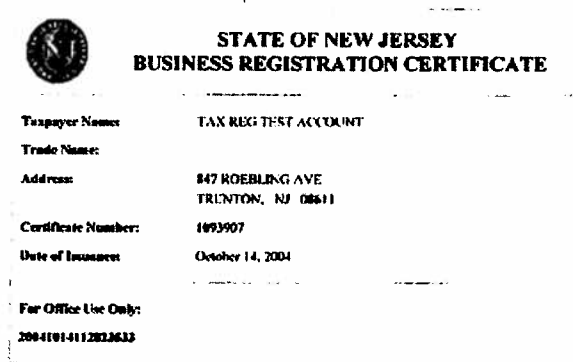 STATE OF NEW JERSEY
BUSINESS REGISTRATION CERTIFICATE
Taxpayer Name: TAX REG TEST ACCOUNT
Trade Name:
Address: 847 ROEBLING AVE
TRENTON, NJ 08611
Certificate Number: 1093907
Date of Issuance: October 14, 2004
For Office Use Only:
20041014112823633